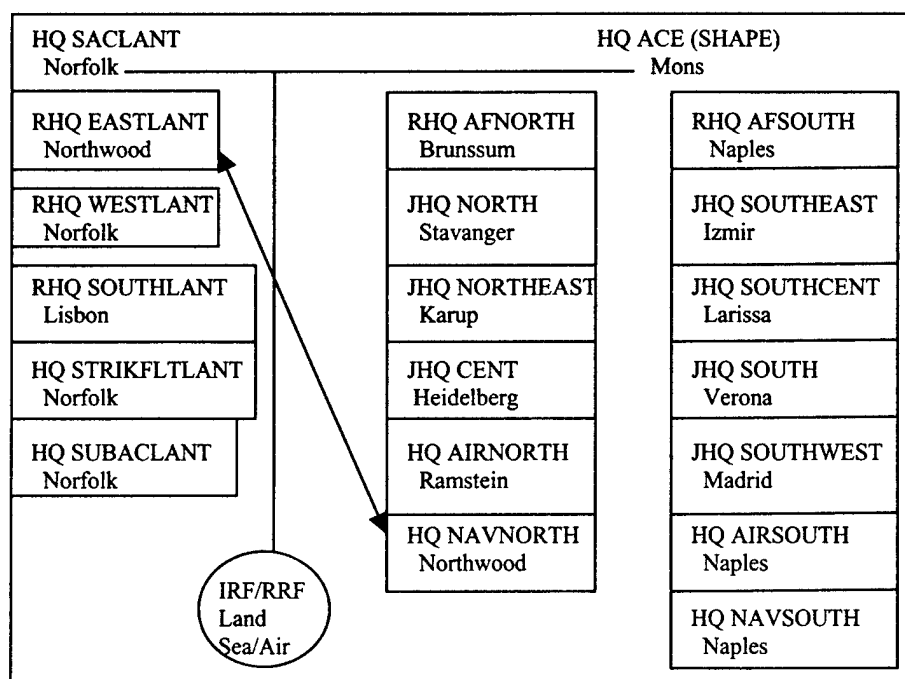 HQ SACLANT
Norfolk
HQ ACE (SHAPE)
Mons
RHQ EASTLANT
Northwood
RHQ WESTLANT
Norfolk
RHQ SOUTHLANT
Lisbon
HQ STRIKFLTLANT
Norfolk
HQ SUBACLANT
Norfolk
IRF/RRF
Land
Sea/Air
RHQ AFNORTH
Brunssum
JHQ NORTH
Stavanger
JHQ NORTHEAST
Karup
JHQ CENT
Heidelberg
HQ AIRNORTH
Ramstein
HQ NAVNORTH
Northwood
RHQ AFSOUTH
Naples
JHQ SOUTHEAST
Izmir
JHQ SOUTHCENT
Larissa
JHQ SOUTH
Verona
JHQ SOUTHWEST
Madrid
HQ AIRSOUTH
Naples
HQ NAVSOUTH
Naples